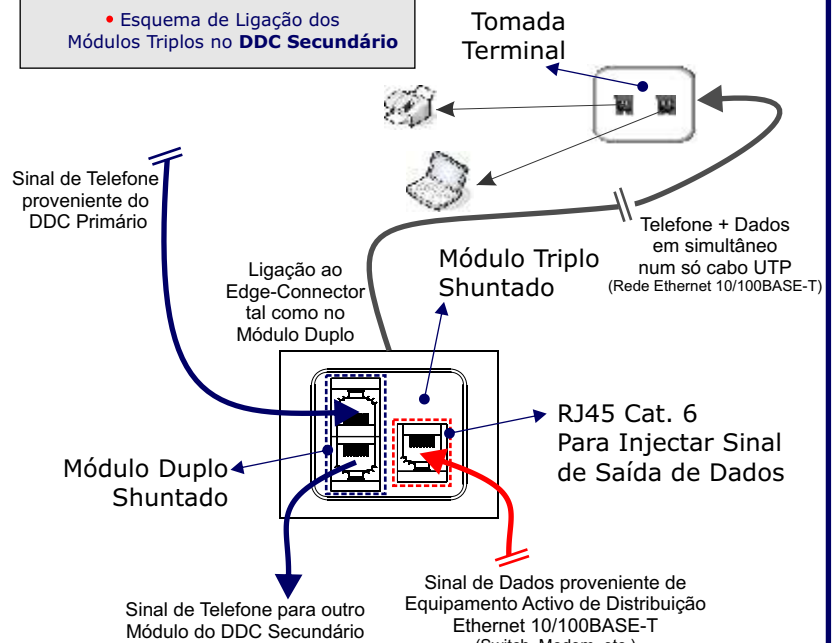 • Esquema de Ligação dos
Módulos Triplos no DDC Secundário
Tomada
Terminal
Sinal de Telefone
proveniente do
DDC Primário
Telefone + Dados
em simultâneo
num só cabo UTP
(Rede Ethernet 10/100BASE-T)
Ligação ao
Edge-Connector
tal como no
Módulo Duplo
Módulo Triplo
Shuntado
RJ45 Cat. 6
Para Injectar Sinal
de Saída de Dados
Módulo Duplo
Shuntado
Sinal de Telefone para outro
Módulo do DDC Secundário
Sinal de Dados proveniente de
Equipamento Activo de Distribuição
Ethernet 10/100BASE-T
(Switch, Modem, etc.)